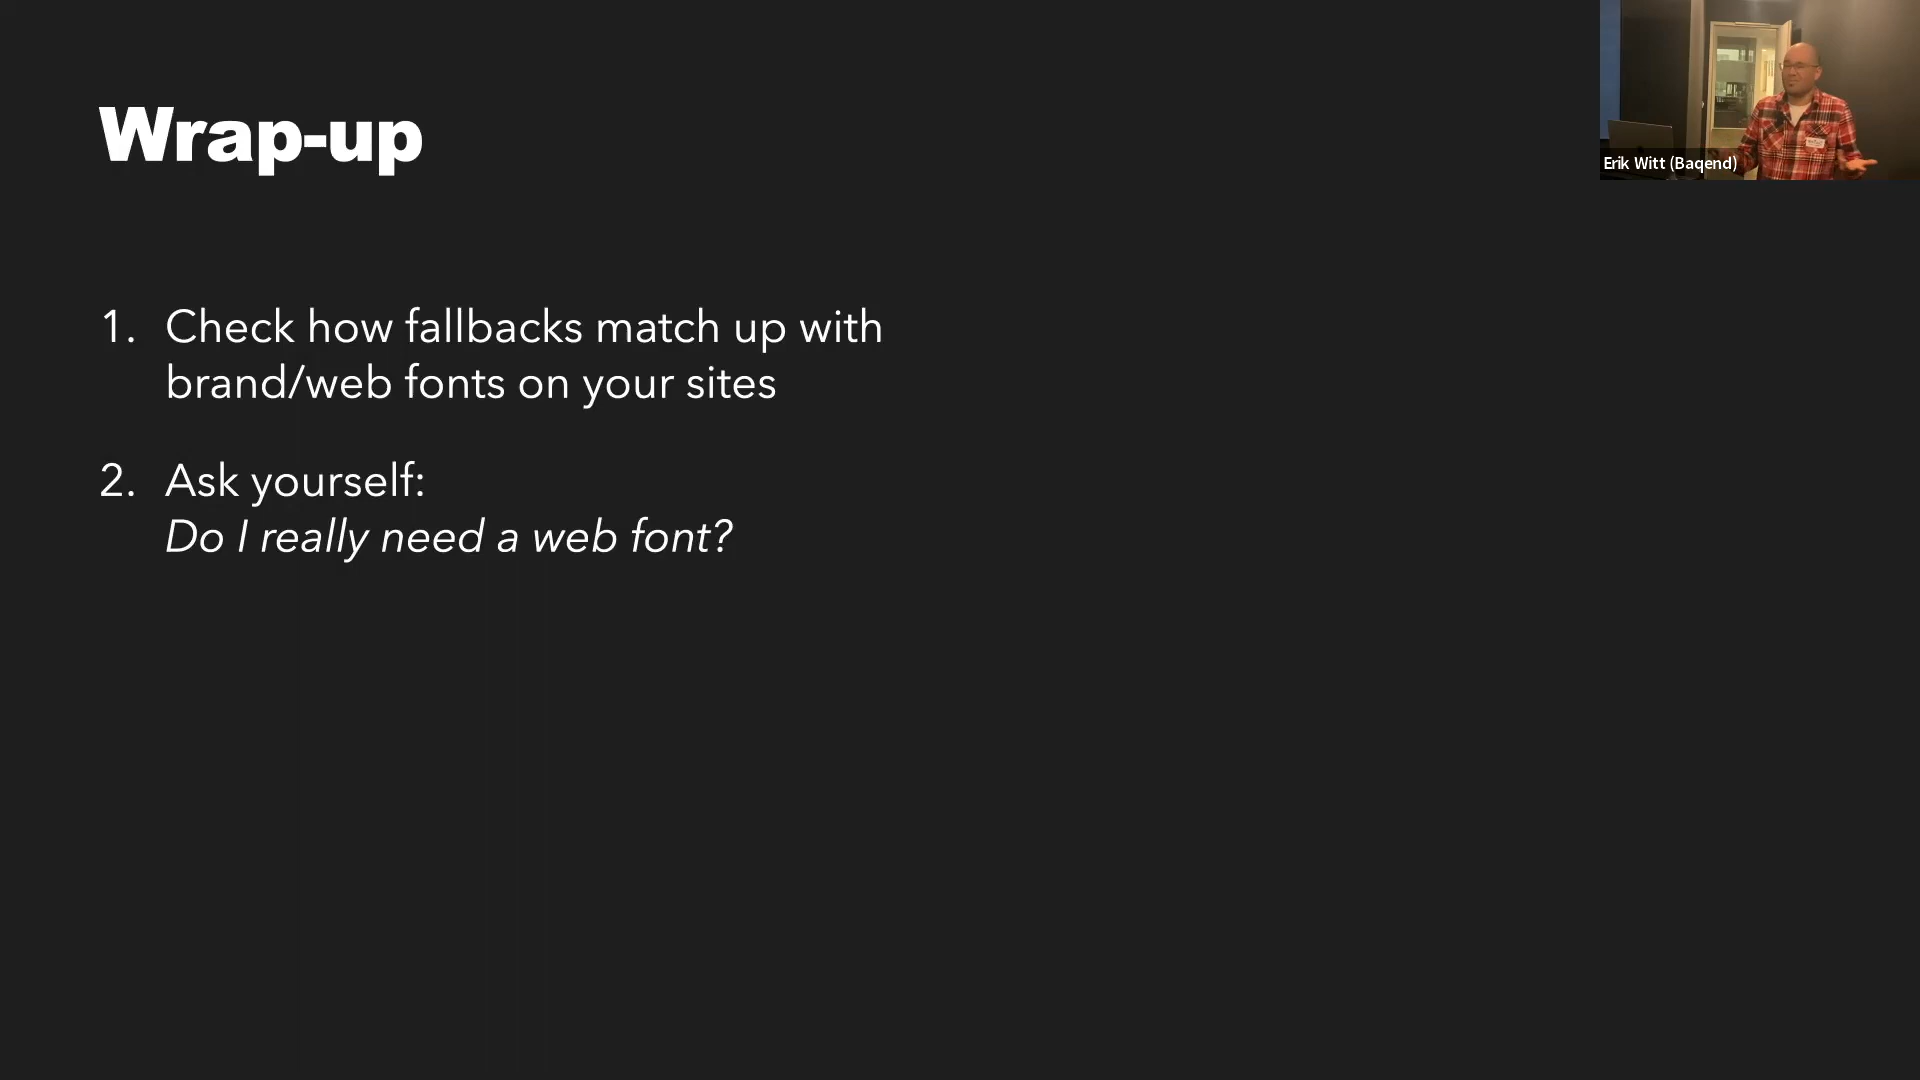 Wrap-up
1. Check how fallbacks match up with
brand/web fonts on your sites
2. Ask yourself:
Do I really need a web font?
Erik Witt (Baqend)